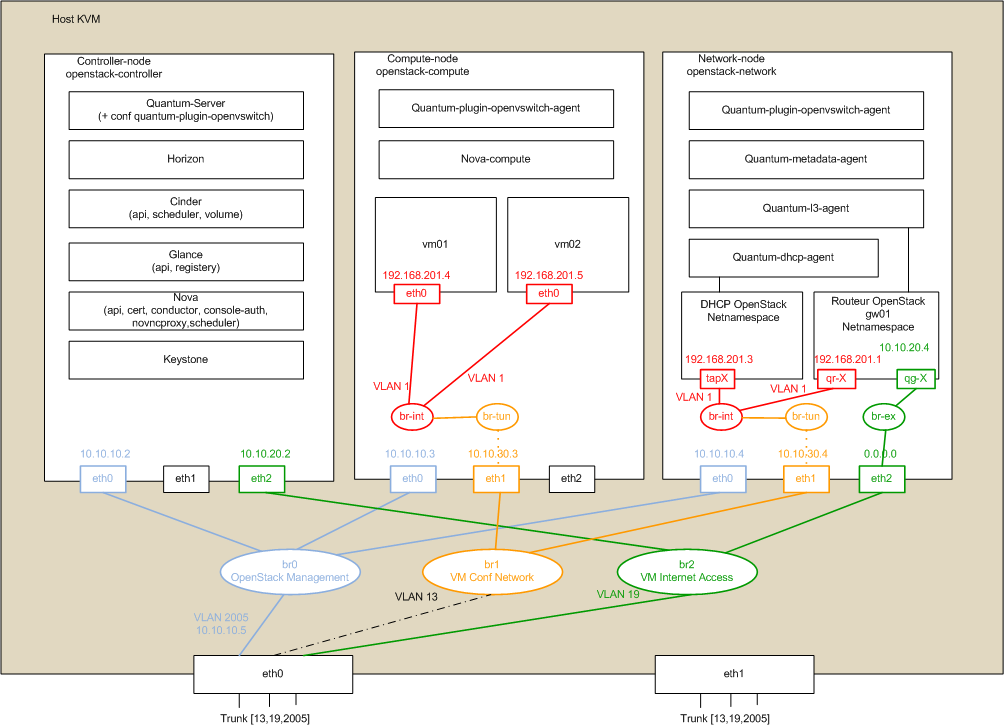 Host KVM
Controller-node
openstack-controller
Quantum-Server
(+ conf quantum-plugin-openvswitch)
Horizon
Cinder
(api, scheduler, volume)
Glance
(api, registery)
Nova
(api, cert, conductor, console-auth,
novncproxy,scheduler)
Keystone
10.10.10.2
eth0
eth1
10.10.20.2
eth2
Compute-node
openstack-compute
Quantum-plugin-openvswitch-agent
Nova-compute
vm01
192.168.201.4
eth0
vm02
192.168.201.5
eth0
VLAN 1
VLAN 1
br-int
br-tun
10.10.10.3
eth0
10.10.30.3
eth1
eth2
Network-node
openstack-network
Quantum-plugin-openvswitch-agent
Quantum-metadata-agent
Quantum-l3-agent
Quantum-dhcp-agent
DHCP OpenStack
Netnamespace
192.168.201.3
tapX
Routeur OpenStack
gw01
Netnamespace
10.10.20.4
192.168.201.1
qr-X
qg-X
VLAN 1
VLAN 1
br-int
br-tun
br-ex
10.10.10.4
eth0
10.10.30.4
eth1
0.0.0.0
eth2
br0
OpenStack Management
br1
VM Conf Network
br2
VM Internet Access
VLAN 2005
10.10.10.5
VLAN 13
VLAN 19
eth0
Trunk [13,19,2005]
eth1
Trunk [13,19,2005]